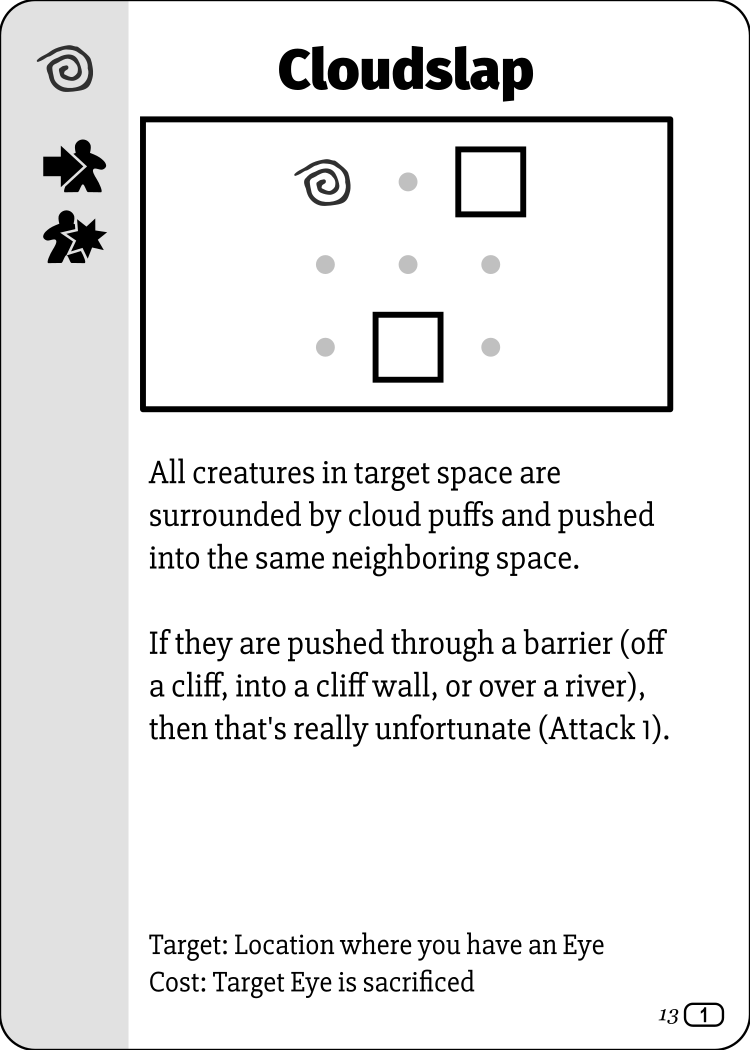 Cloudslap
All creatures in target space are
surrounded by cloud puffs and pushed
into the same neighboring space.
If they are pushed through a barrier (off
a cliff, into a cliff wall, or over a river),
then that's really unfortunate (Attack 1).
Target: Location where you have an Eye
Cost: Target Eye is sacrificed
13 1